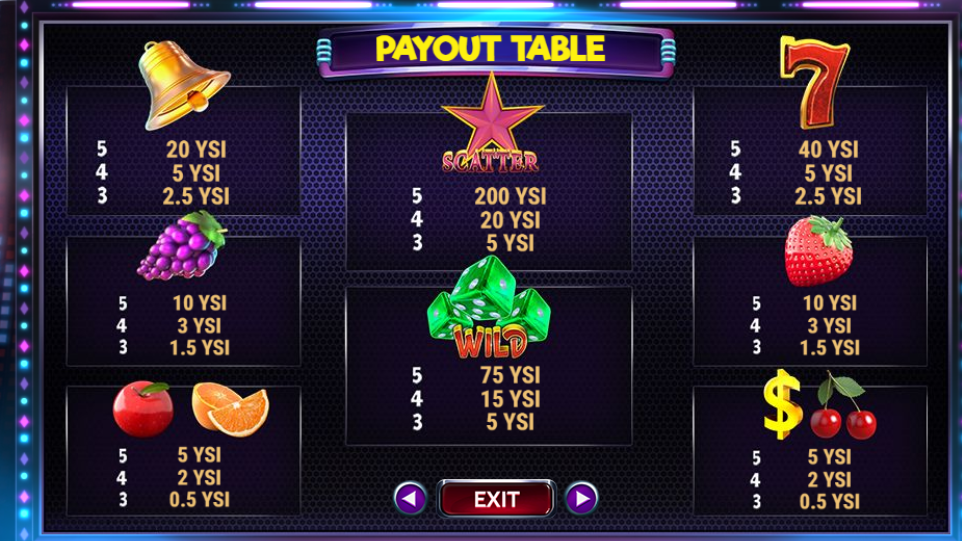 PAYOUT TABLE
5 20 YSI
4 5 YSI
3 2.5 YSI
SCATTER
5 200 YSI
4 20 YSI
3 5 YSI
5 40 YSI
4 5 YSI
3 2.5 YSI
5 10 YSI
4 3 YSI
3 1.5 YSI
WILD
5 75 YSI
4 15 YSI
3 5 YSI
5 10 YSI
4 3 YSI
3 1.5 YSI
5 5 YSI
4 2 YSI
3 0.5 YSI
$
5 5 YSI
4 2 YSI
3 0.5 YSI
EXIT